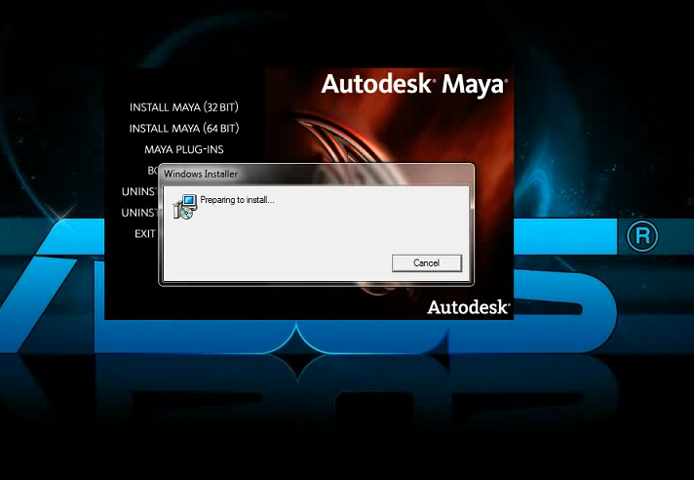 Autodesk® Maya®
INSTALL MAYA (32 BIT)
INSTALL MAYA (64 BIT)
MAYA PLUG-INS
Windows Installer
Preparing to install...
EXIT
Cancel
Autodesk®
®